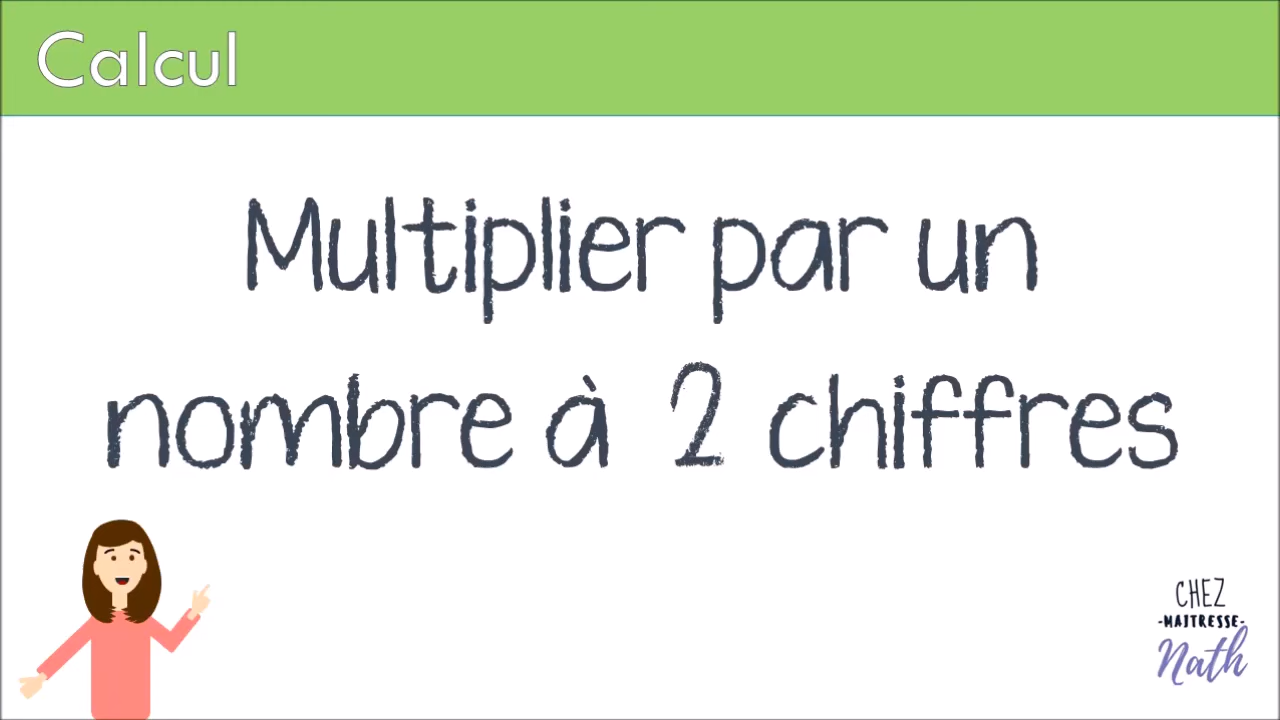 Calcul
Multiplier par un
nombre à 2 chiffres
CHEZ
-MAITRESSE-
Nath